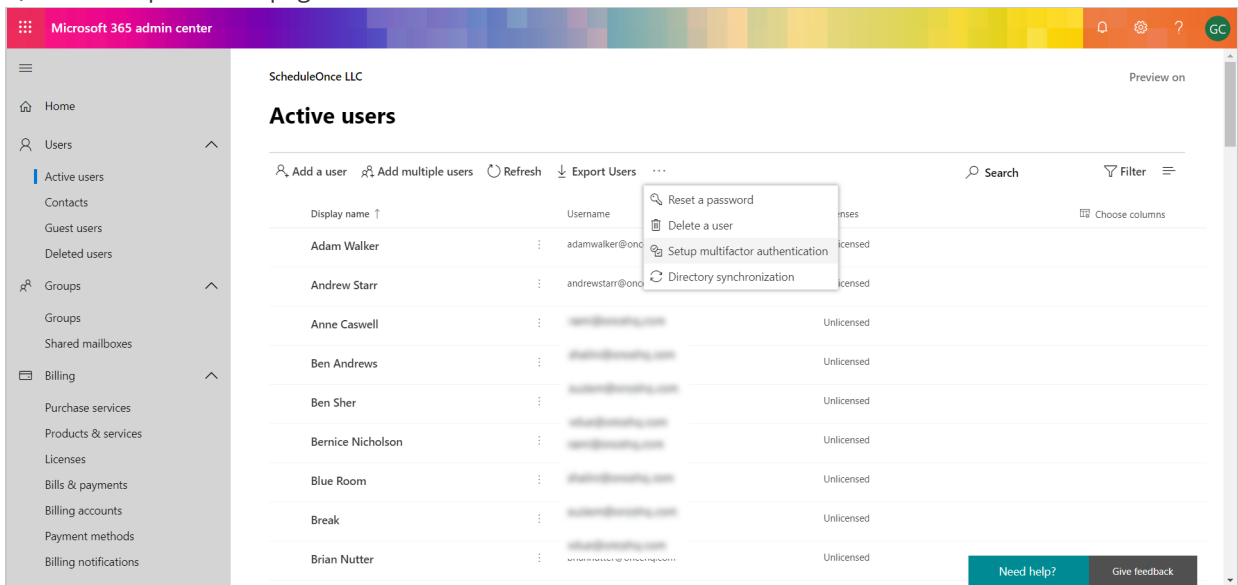 Microsoft 365 admin center
GC
ScheduleOnce LLC
Preview on
Home
Active users
Users
Active users
Contacts
Guest users
Deleted users
Groups
Groups
Shared mailboxes
Billing
Purchase services
Products & services
Licenses
Bills & payments
Billing accounts
Payment methods
Billing notifications
Add a user Add multiple users Refresh Export Users ··· Search Filter
Reset a password
Delete a user
Setup multifactor authentication
Directory synchronization
Display name ↑ Username Choose columns
Adam Walker
Andrew Starr
Anne Caswell Unlicensed
Ben Andrews Unlicensed
Ben Sher Unlicensed
Bernice Nicholson Unlicensed
Blue Room Unlicensed
Break Unlicensed
Brian Nutter Unlicensed
Need help? Give feedback